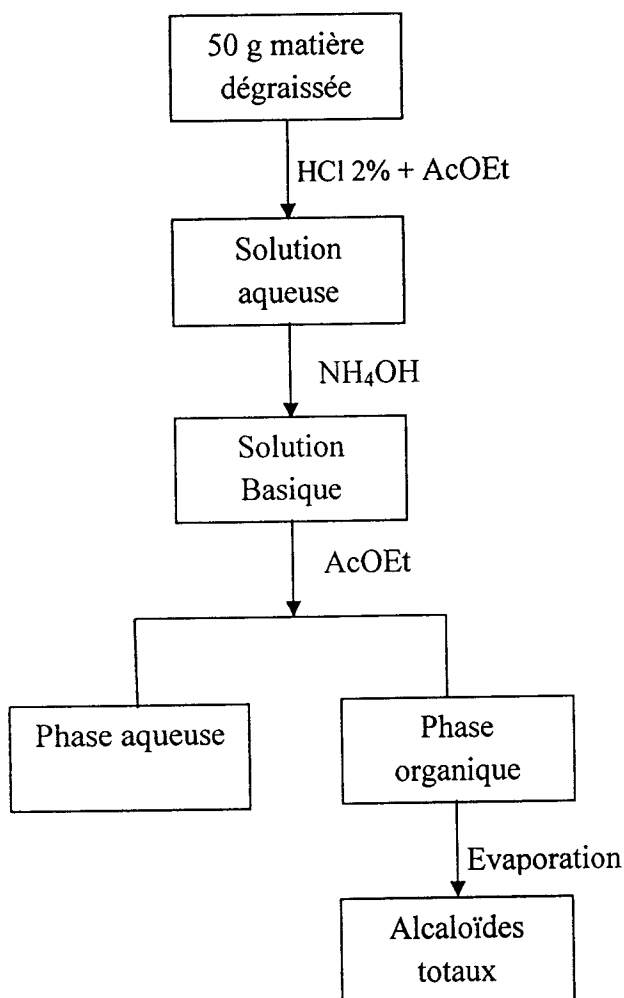 50 g matière
dégraissée
HCl 2% + AcOEt
Solution
aqueuse
NH₄OH
Solution
Basique
AcOEt
Phase aqueuse
Phase
organique
Evaporation
Alcaloïdes
totaux